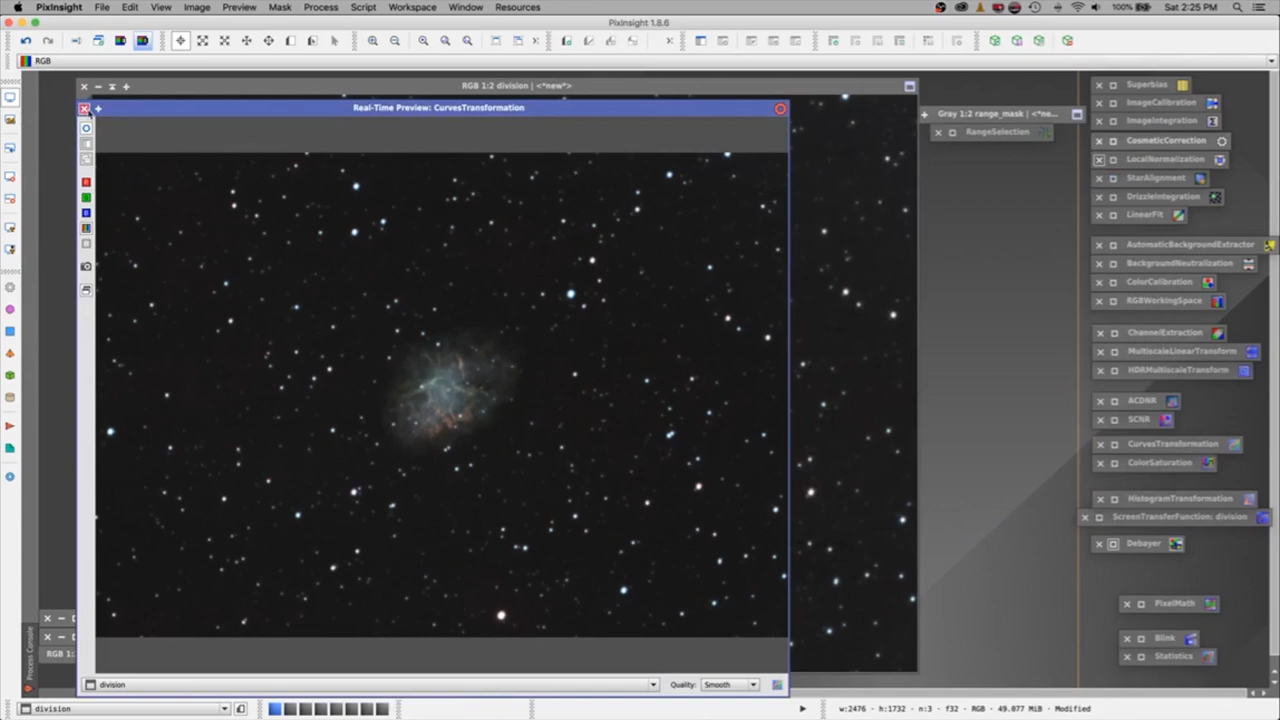 PixInsight File Edit View Image Preview Mask Process Script Workspace Window Resources 100% Sat 2:25 PM
PixInsight 1.8.6
RGB
RGB 1:2 division | <*new*>
Real-Time Preview: CurvesTransformation
Gray 1:2 range_mask | <*ne...
RangeSelection
Superbias
ImageCalibration
ImageIntegration
CosmeticCorrection
LocalNormalization
StarAlignment
DrizzleIntegration
LinearFit
AutomaticBackgroundExtractor
BackgroundNeutralization
ColorCalibration
RGBWorkingSpace
ChannelExtraction
MultiscaleLinearTransform
HDRMultiscaleTransform
ACDNR
SCNR
CurvesTransformation
ColorSaturation
HistogramTransformation
ScreenTransferFunction: division
Debayer
PixelMath
Blink
Statistics
Process Console
RGB 1:
division Quality: Smooth
division w:2476 · h:1732 · n:3 · f32 · RGB · 49.077 MiB · Modified